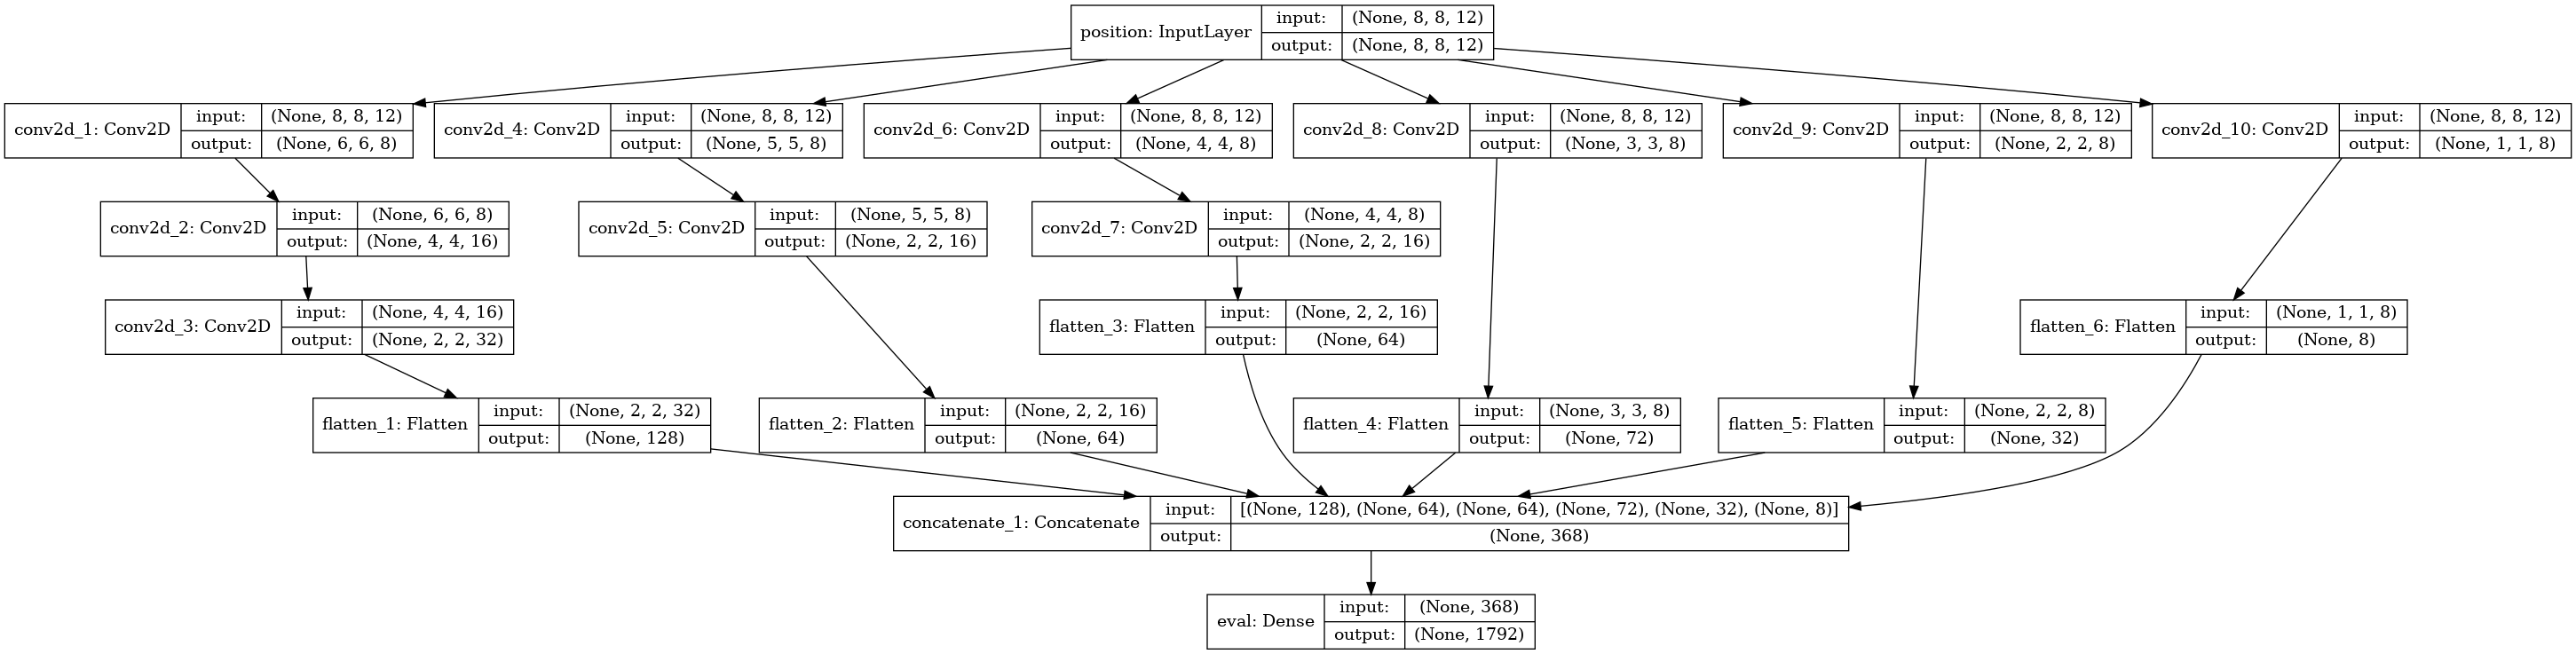 position: InputLayer
input: (None, 8, 8, 12)
output: (None, 8, 8, 12)
conv2d_1: Conv2D
input: (None, 8, 8, 12)
output: (None, 6, 6, 8)
conv2d_4: Conv2D
input: (None, 8, 8, 12)
output: (None, 5, 5, 8)
conv2d_6: Conv2D
input: (None, 8, 8, 12)
output: (None, 4, 4, 8)
conv2d_8: Conv2D
input: (None, 8, 8, 12)
output: (None, 3, 3, 8)
conv2d_9: Conv2D
input: (None, 8, 8, 12)
output: (None, 2, 2, 8)
conv2d_10: Conv2D
input: (None, 8, 8, 12)
output: (None, 1, 1, 8)
conv2d_2: Conv2D
input: (None, 6, 6, 8)
output: (None, 4, 4, 16)
conv2d_5: Conv2D
input: (None, 5, 5, 8)
output: (None, 2, 2, 16)
conv2d_7: Conv2D
input: (None, 4, 4, 8)
output: (None, 2, 2, 16)
conv2d_3: Conv2D
input: (None, 4, 4, 16)
output: (None, 2, 2, 32)
flatten_3: Flatten
input: (None, 2, 2, 16)
output: (None, 64)
flatten_6: Flatten
input: (None, 1, 1, 8)
output: (None, 8)
flatten_1: Flatten
input: (None, 2, 2, 32)
output: (None, 128)
flatten_2: Flatten
input: (None, 2, 2, 16)
output: (None, 64)
flatten_4: Flatten
input: (None, 3, 3, 8)
output: (None, 72)
flatten_5: Flatten
input: (None, 2, 2, 8)
output: (None, 32)
concatenate_1: Concatenate
input: [(None, 128), (None, 64), (None, 64), (None, 72), (None, 32), (None, 8)]
output: (None, 368)
eval: Dense
input: (None, 368)
output: (None, 1792)